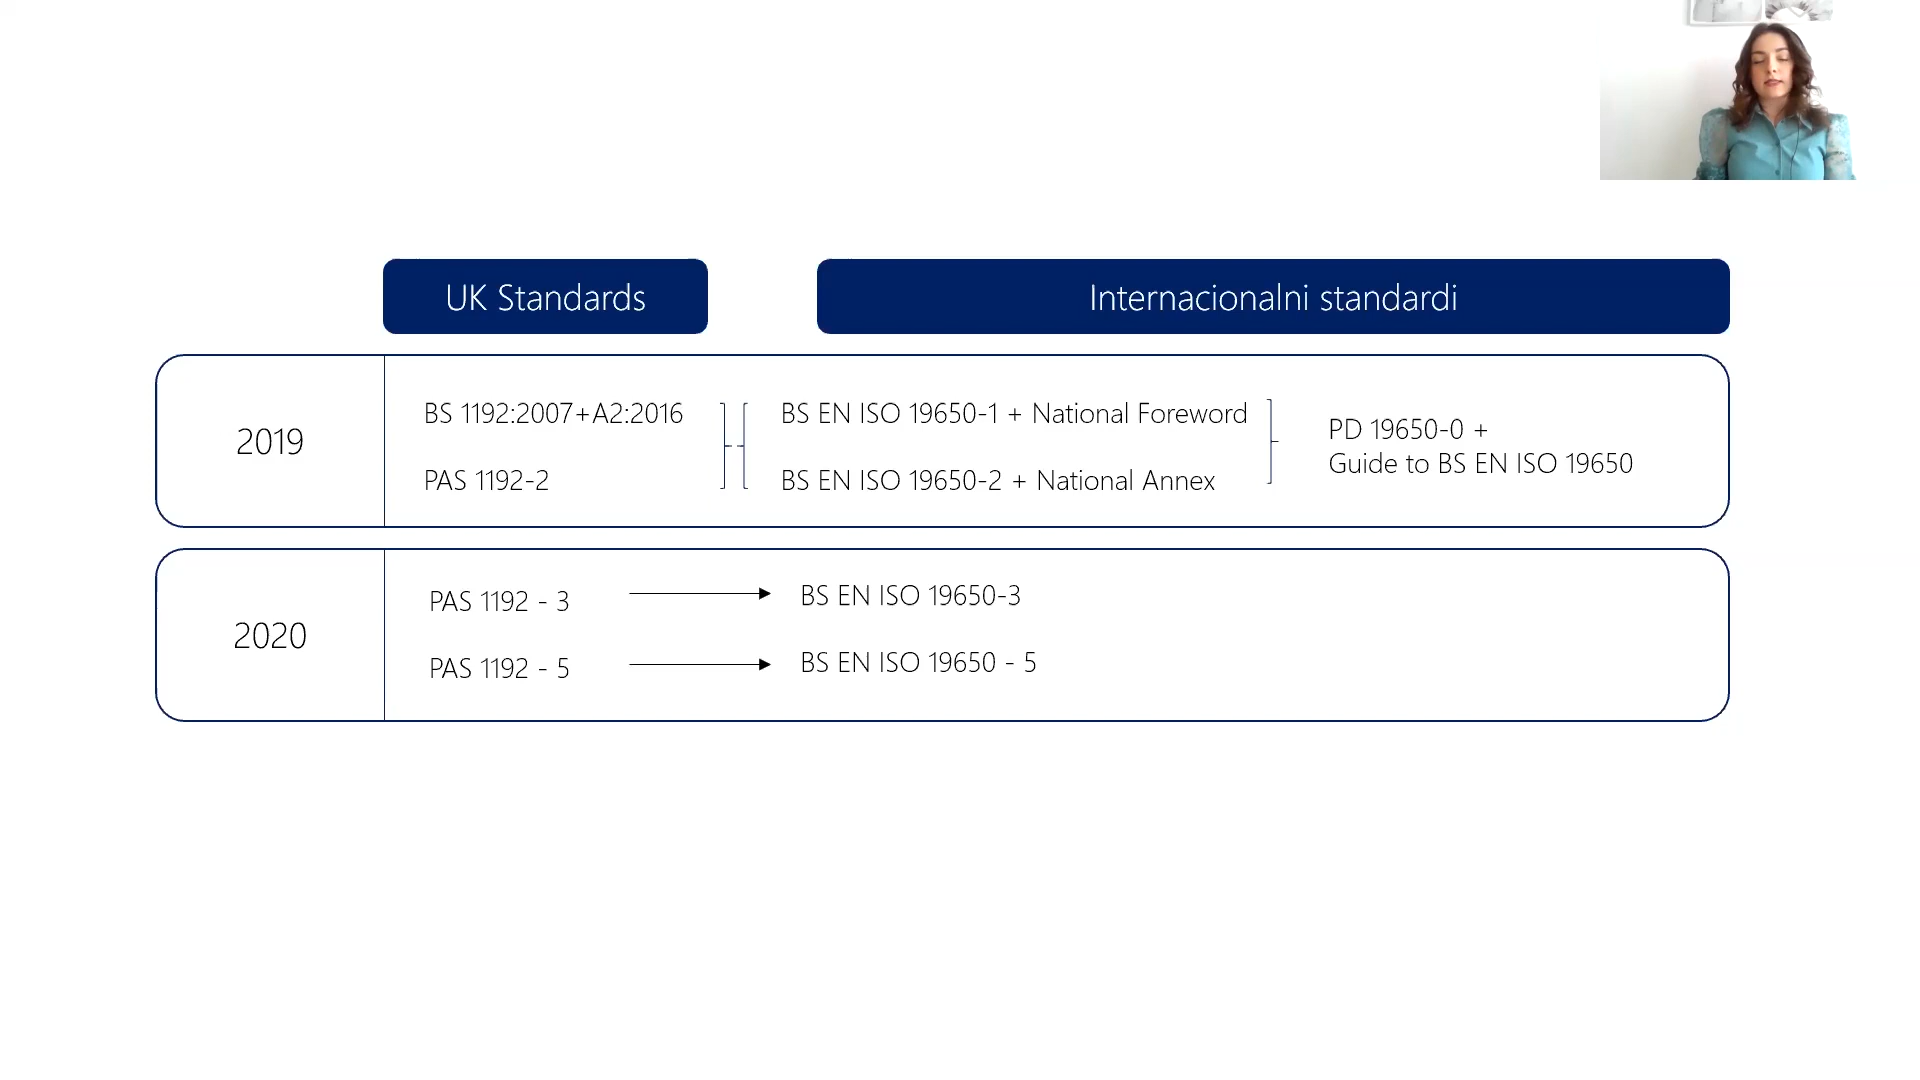 UK Standards
Internacionalni standardi
2019
BS 1192:2007+A2:2016
PAS 1192-2
BS EN ISO 19650-1 + National Foreword
BS EN ISO 19650-2 + National Annex
PD 19650-0 +
Guide to BS EN ISO 19650
2020
PAS 1192 - 3
BS EN ISO 19650-3
PAS 1192 - 5
BS EN ISO 19650 - 5